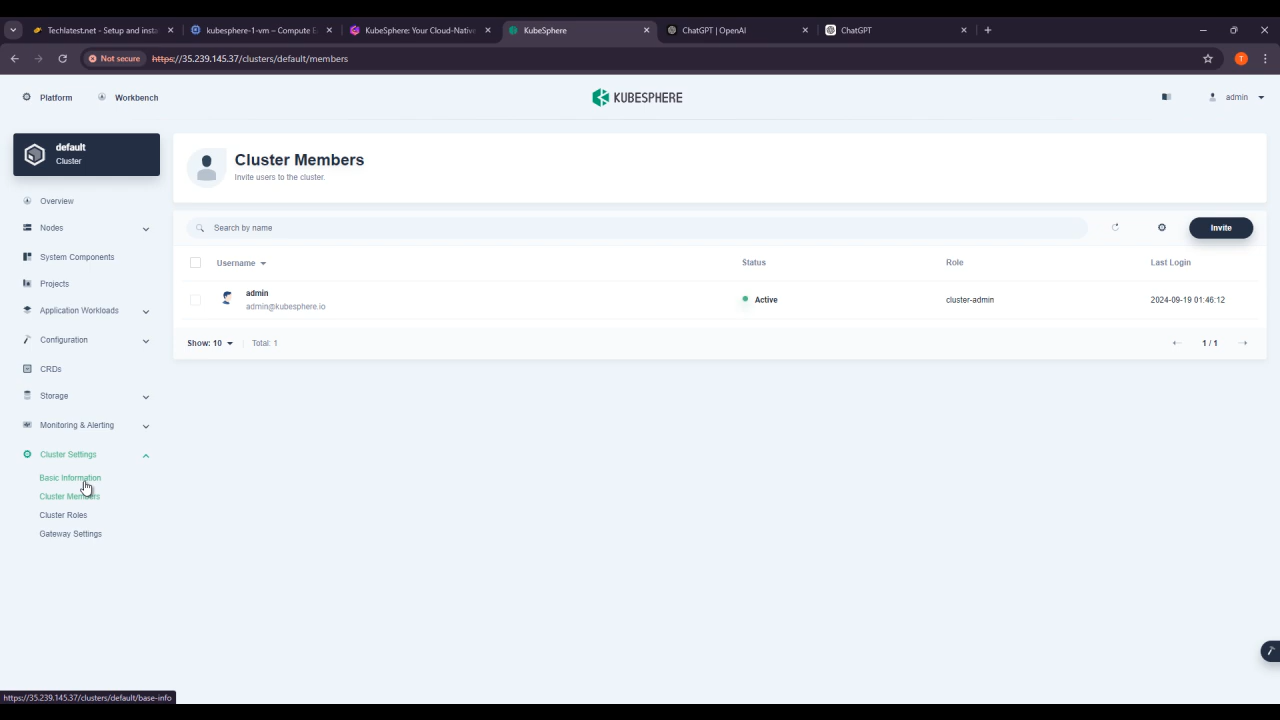 Techlatest.net - Setup and insta
kubesphere-1-vm – Compute E
KubeSphere: Your Cloud-Native
KubeSphere
ChatGPT | OpenAI
ChatGPT
Not secure https://35.239.145.37/clusters/default/members
T
Platform
Workbench
KUBESPHERE
admin
default
Cluster
Overview
Nodes
System Components
Projects
Application Workloads
Configuration
CRDs
Storage
Monitoring & Alerting
Cluster Settings
Basic Information
Cluster Members
Cluster Roles
Gateway Settings
Cluster Members
Invite users to the cluster.
Search by name
Invite
Username Status Role Last Login
admin
admin@kubesphere.io
Active cluster-admin 2024-09-19 01:46:12
Show: 10 Total: 1 1 / 1
https://35.239.145.37/clusters/default/base-info